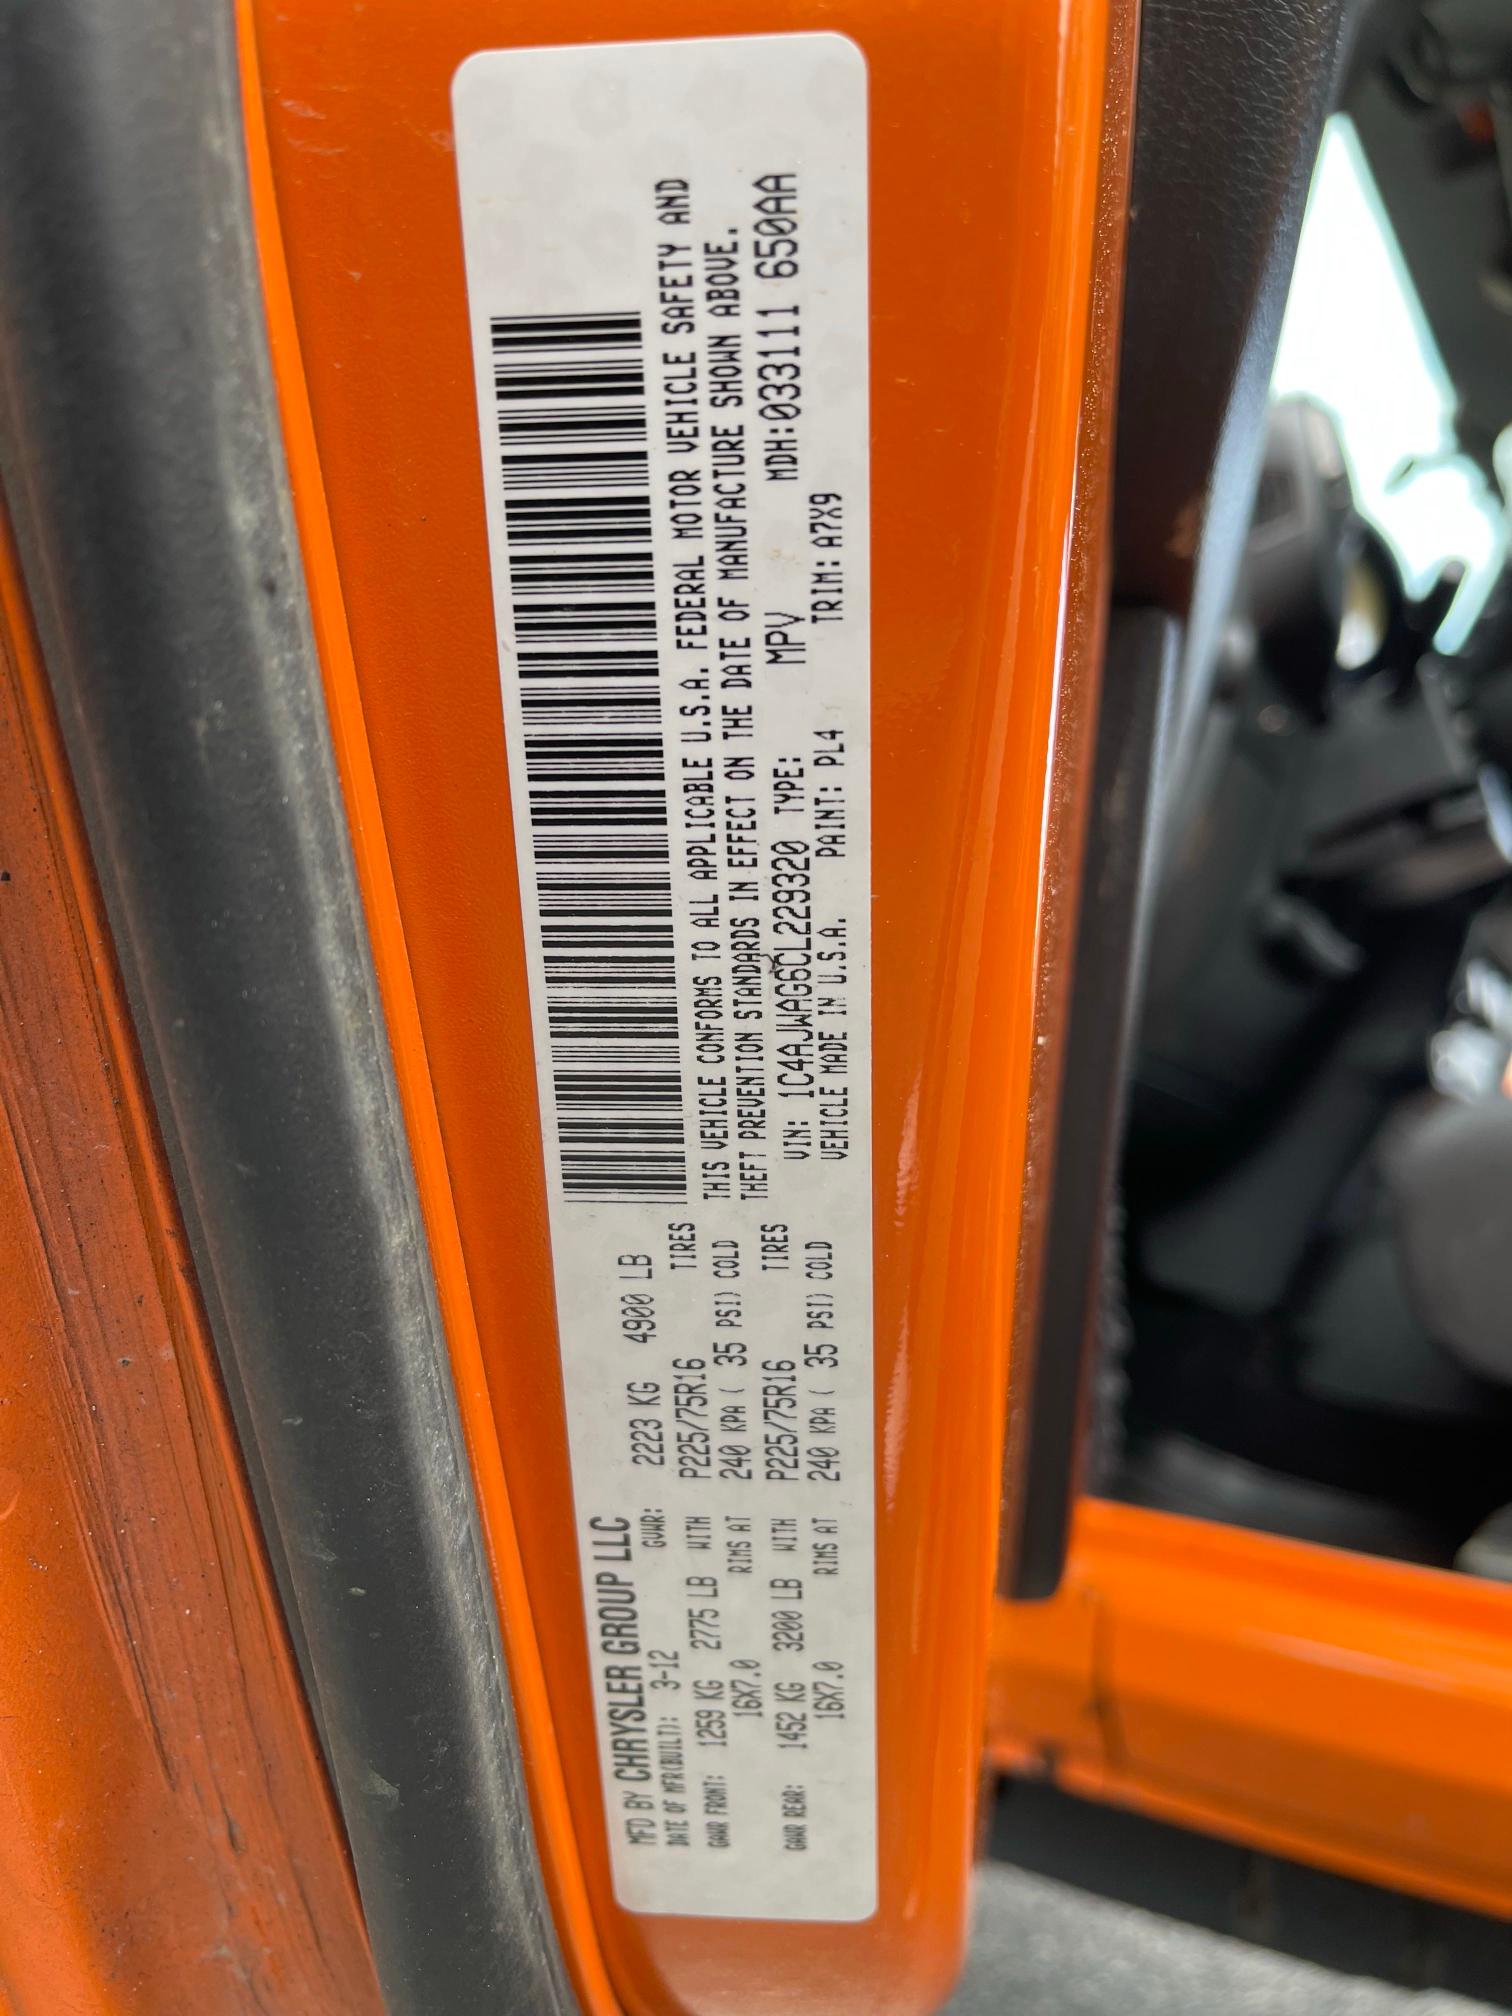 MFD BY CHRYSLER GROUP LLC
DATE OF MFR(BUILT): 3-12 GVWR: 2223 KG 4900 LB
GAWR FRONT: 1259 KG 2775 LB WITH P225/75R16 TIRES
16X7.0 RIMS AT 240 KPA ( 35 PSI) COLD
GAWR REAR: 1452 KG 3200 LB WITH P225/75R16 TIRES
16X7.0 RIMS AT 240 KPA ( 35 PSI) COLD
THIS VEHICLE CONFORMS TO ALL APPLICABLE U.S.A. FEDERAL MOTOR VEHICLE SAFETY AND
THEFT PREVENTION STANDARDS IN EFFECT ON THE DATE OF MANUFACTURE SHOWN ABOVE.
VIN: 1C4AJWAG6CL229320 TYPE: MPV MDH:033111 650AA
VEHICLE MADE IN U.S.A. PAINT: PL4 TRIM: A7X9